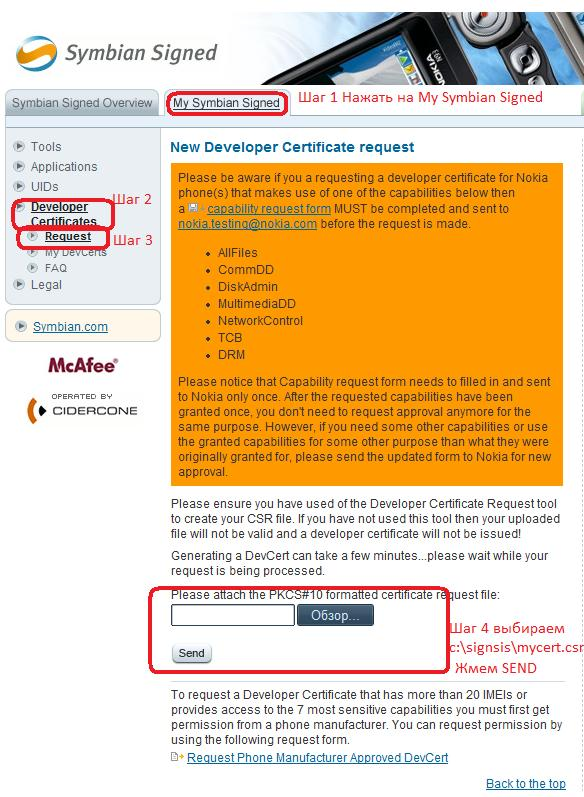 Symbian Signed
NOKIA
N93
Symbian Signed Overview
My Symbian Signed
Шаг 1 Нажать на My Symbian Signed
Tools
Applications
UIDs
Developer
Certificates
Шаг 2
Request
Шаг 3
My DevCerts
FAQ
Legal
Symbian.com
McAfee
OPERATED BY
CIDERCONE
New Developer Certificate request
Please be aware if you a requesting a developer certificate for Nokia
phone(s) that makes use of one of the capabilities below then
a capability request form MUST be completed and sent to
nokia.testing@nokia.com before the request is made.
AllFiles
CommDD
DiskAdmin
MultimediaDD
NetworkControl
TCB
DRM
Please notice that Capability request form needs to filled in and sent
to Nokia only once. After the requested capabilities have been
granted once, you don't need to request approval anymore for the
same purpose. However, if you need some other capabilities or use
the granted capabilities for some other purpose than what they were
originally granted for, please send the updated form to Nokia for new
approval.
Please ensure you have used of the Developer Certificate Request tool
to create your CSR file. If you have not used this tool then your uploaded
file will not be valid and a developer certificate will not be issued!
Generating a DevCert can take a few minutes...please wait while your
request is being processed.
Please attach the PKCS#10 formatted certificate request file:
Обзор...
Send
Шаг 4 выбираем
c:\signsis\mycert.csr
Жмем SEND
To request a Developer Certificate that has more than 20 IMEIs or
provides access to the 7 most sensitive capabilities you must first get
permission from a phone manufacturer. You can request permission by
using the following request form.
Request Phone Manufacturer Approved DevCert
Back to the top